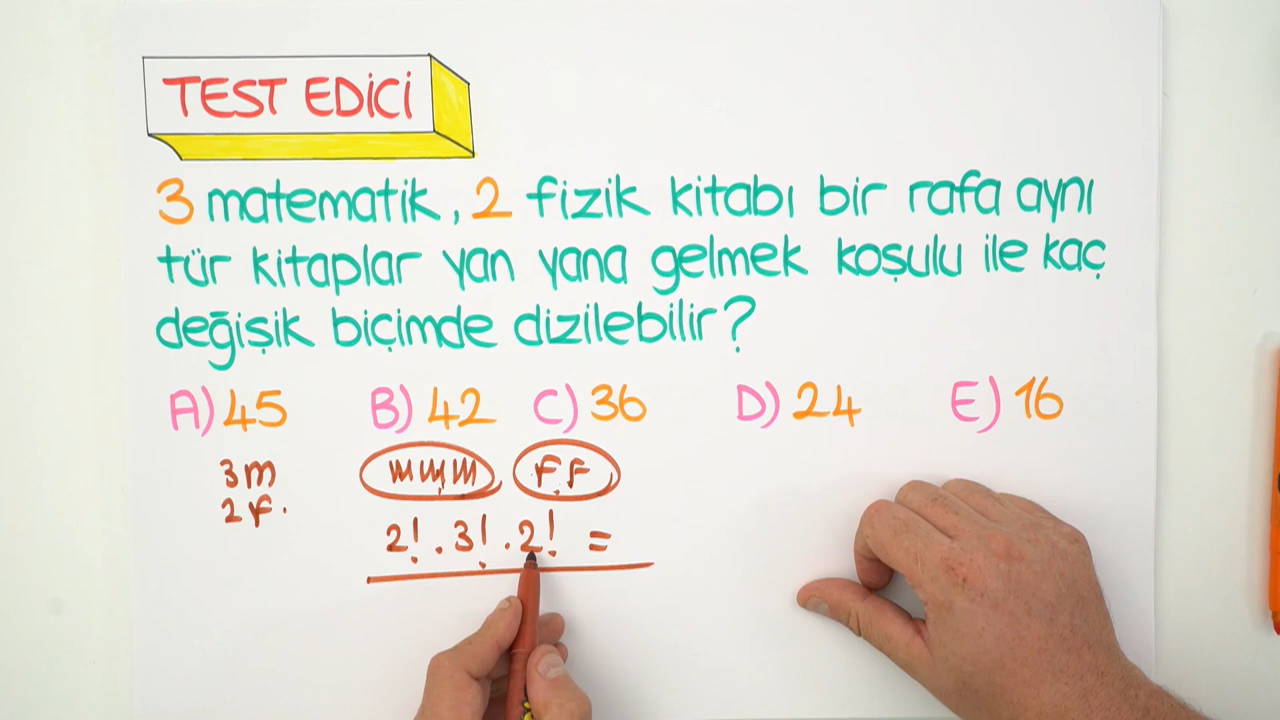 TEST EDİCİ
3 matematik, 2 fizik kitabı bir rafa aynı
tür kitaplar yan yana gelmek koşulu ile kaç
değişik biçimde dizilebilir?
A) 45 B) 42 C) 36 D) 24 E) 16
3m mmm FF
2F.
2! . 3! . 2! =